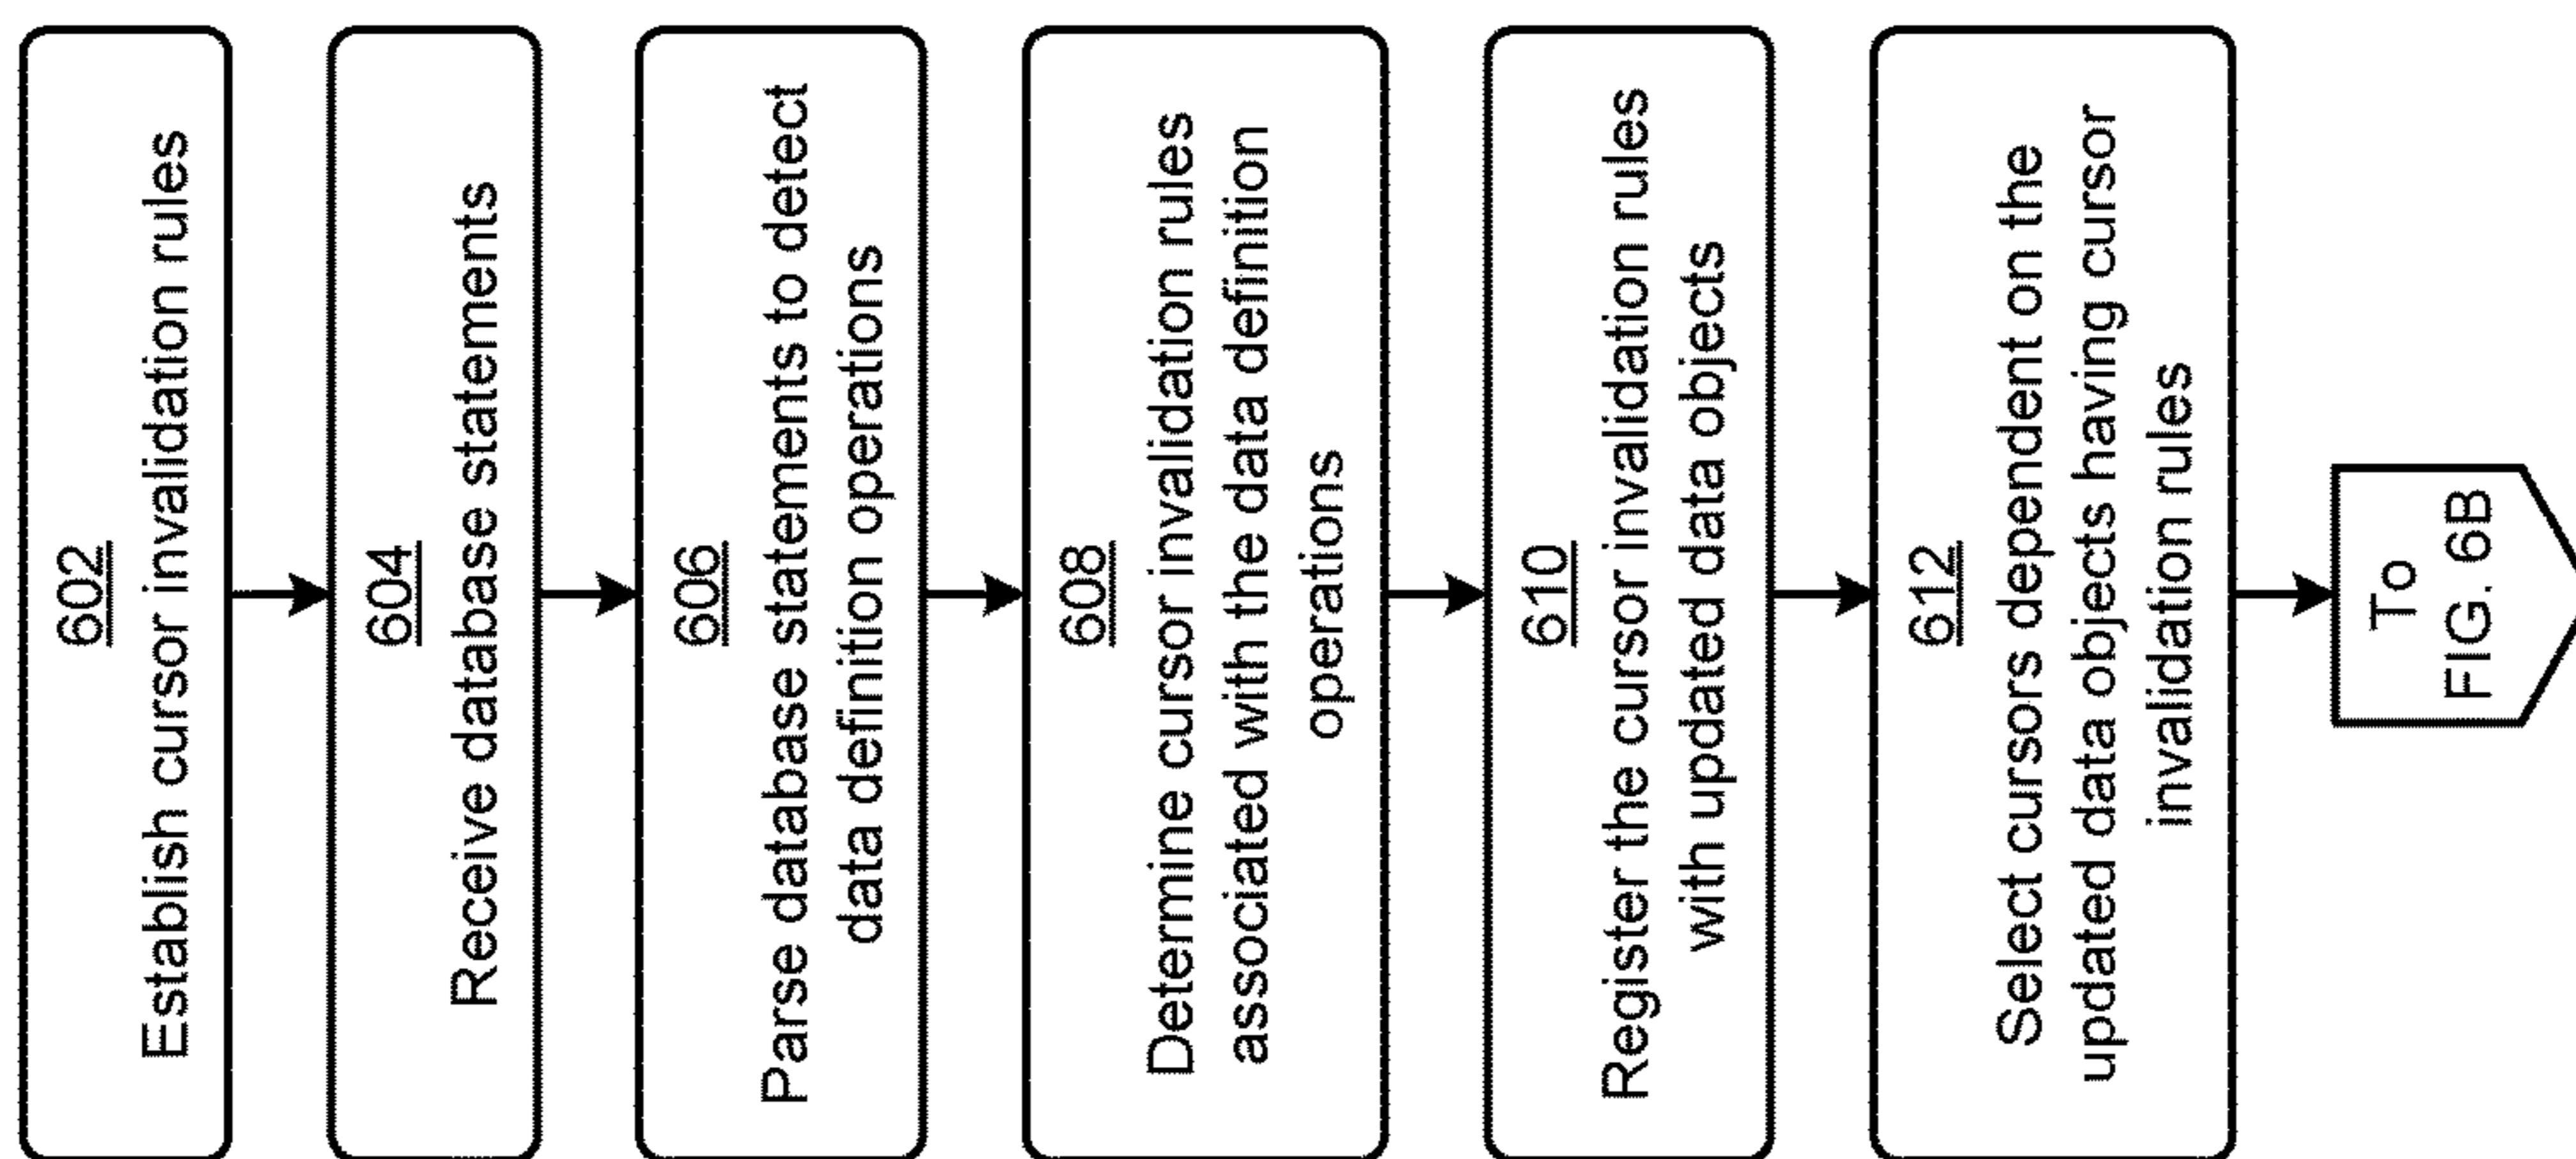 602
Establish cursor invalidation rules
604
Receive database statements
606
Parse database statements to detect
data definition operations
608
Determine cursor invalidation rules
associated with the data definition
operations
610
Register the cursor invalidation rules
with updated data objects
612
Select cursors dependent on the
updated data objects having cursor
invalidation rules
To
FIG. 6B